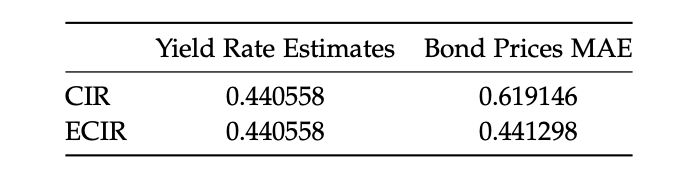 Yield Rate Estimates Bond Prices MAE
CIR 0.440558 0.619146
ECIR 0.440558 0.441298